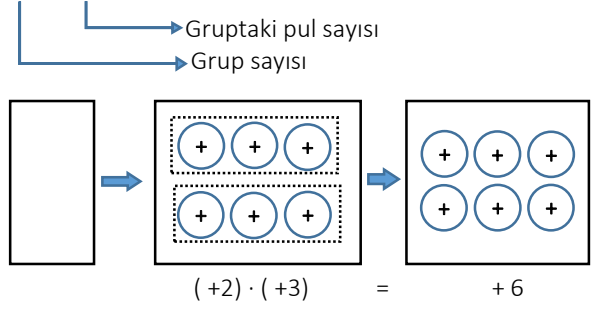 Gruptaki pul sayısı
Grup sayısı
+ + +
+ + +
+ + +
+ + +
( +2) · ( +3) = + 6